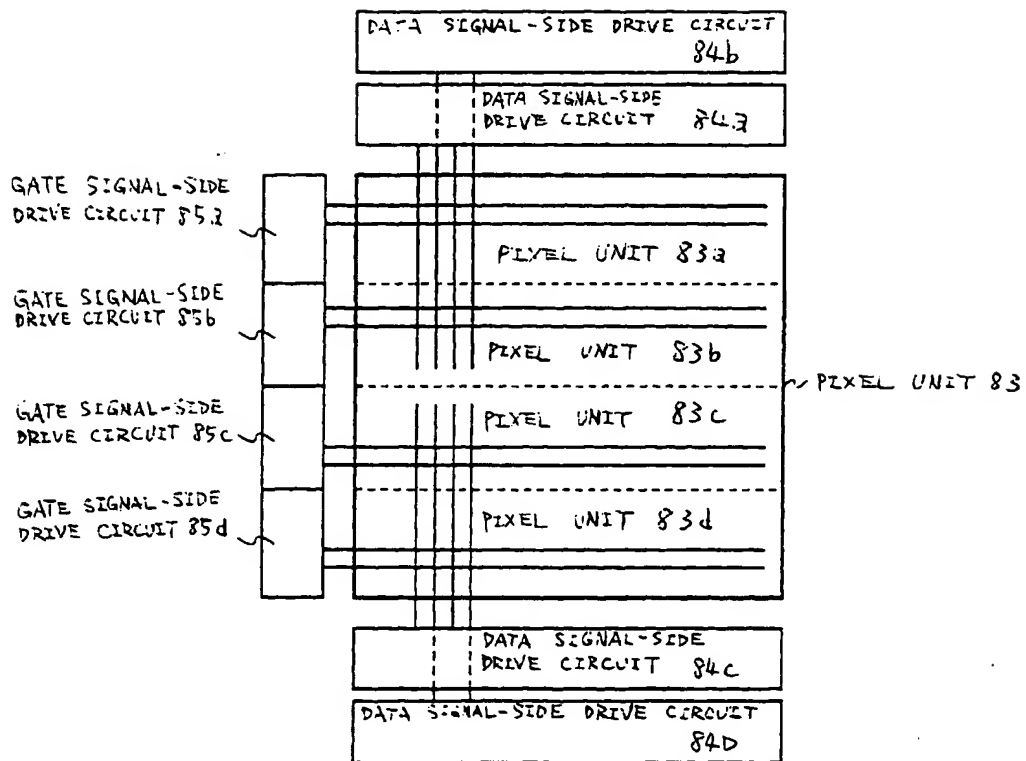 DATA SIGNAL-SIDE DRIVE CIRCUIT
84b
DATA SIGNAL-SIDE
DRIVE CIRCUIT 84a
GATE SIGNAL-SIDE
DRIVE CIRCUIT 85a
PIXEL UNIT 83a
GATE SIGNAL-SIDE
DRIVE CIRCUIT 85b
PIXEL UNIT 83b
PIXEL UNIT 83
GATE SIGNAL-SIDE
DRIVE CIRCUIT 85c
PIXEL UNIT 83c
GATE SIGNAL-SIDE
DRIVE CIRCUIT 85d
PIXEL UNIT 83d
DATA SIGNAL-SIDE
DRIVE CIRCUIT 84c
DATA SIGNAL-SIDE DRIVE CIRCUIT
84D